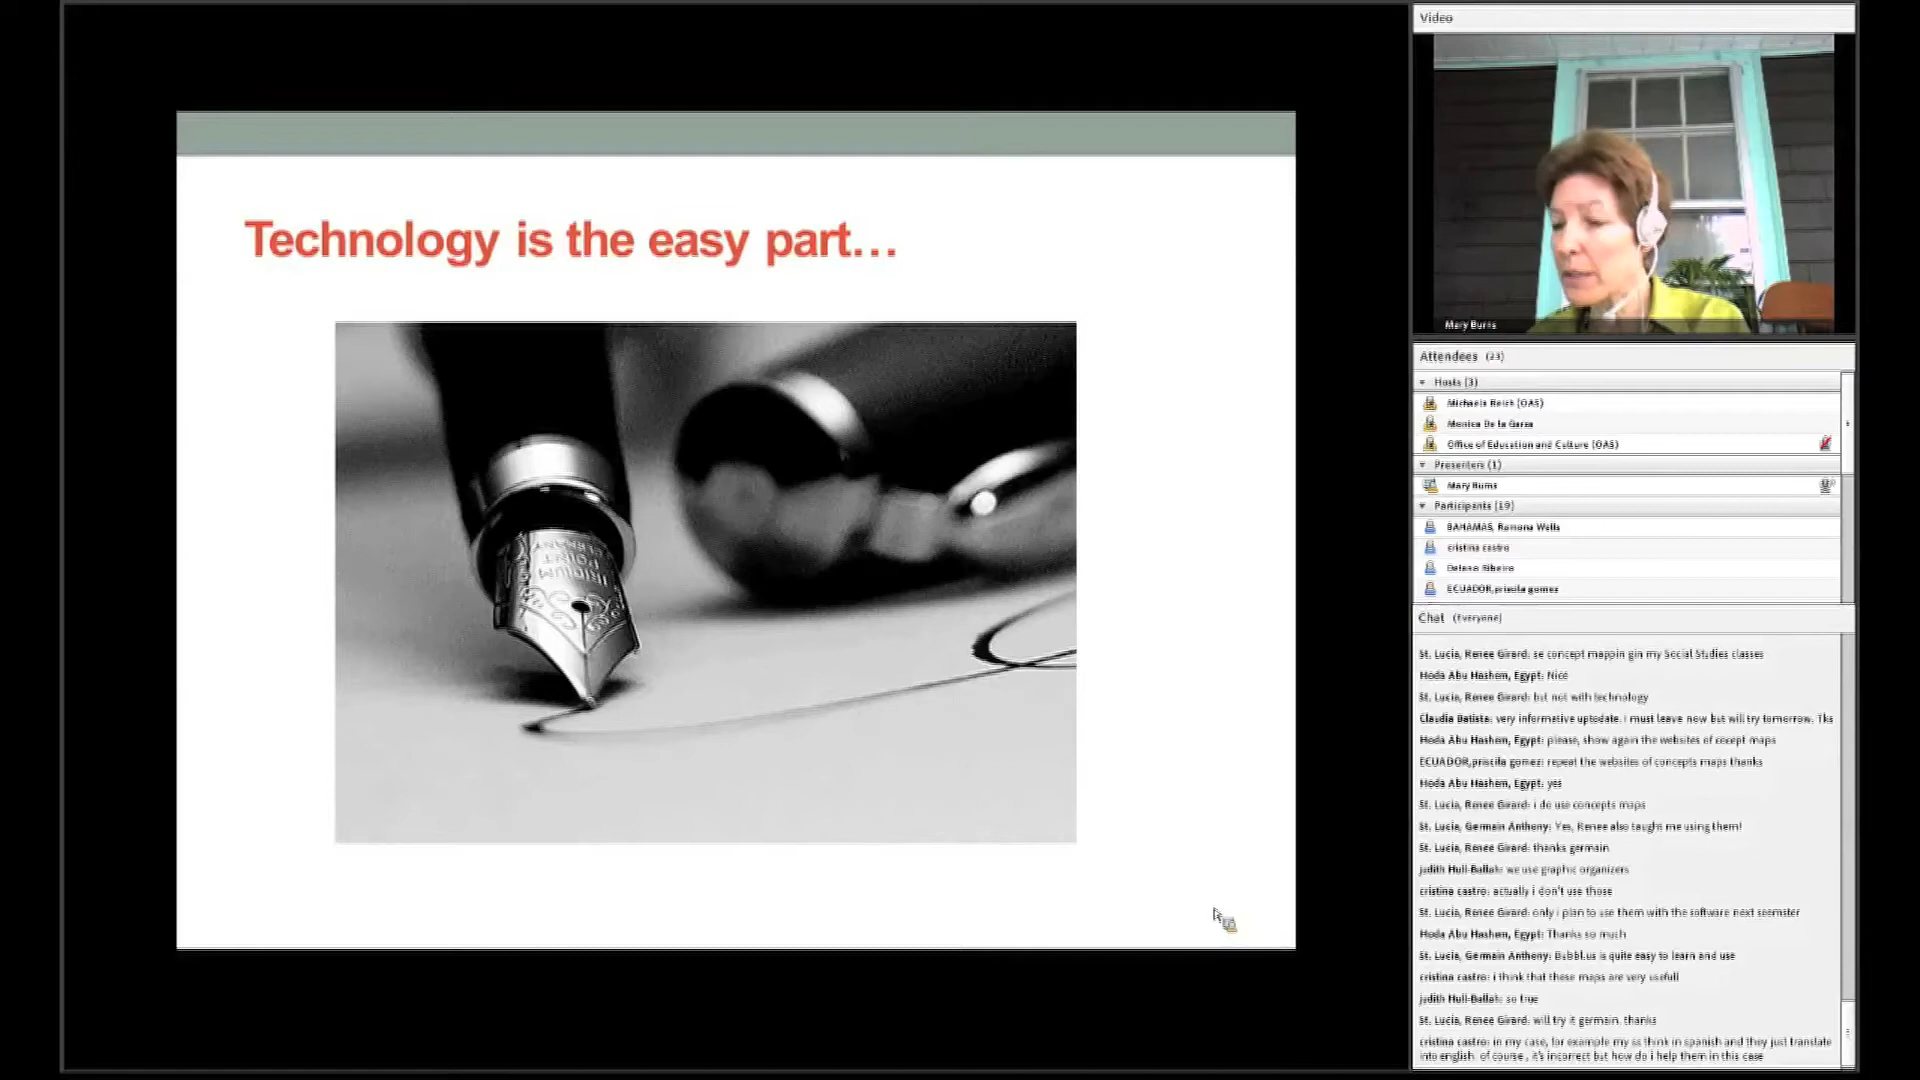 Technology is the easy part...
IRIDIUM
POINT
GERMANY
Video
Mary Burns
Attendees (23)
Hosts (3)
Michaela Reich (OAS)
Monica De la Garza
Office of Education and Culture (OAS)
Presenters (1)
Mary Burns
Participants (19)
BAHAMAS, Ramona Wells
cristina castro
Ribeiro
ECUADOR,priscila gomez
Chat (Everyone)
St. Lucia, Renee Girard: se concept mappin gin my Social Studies classes
Hoda Abu Hashem, Egypt: Nice
St. Lucia, Renee Girard: but not with technology
Claudia Batista: very informative uptodate. i must leave now but will try tomorrow. Tks
Hoda Abu Hashem, Egypt: please, show again the websites of cocept maps
ECUADOR,priscila gomez: repeat the websites of concepts maps thanks
Hoda Abu Hashem, Egypt: yes
St. Lucia, Renee Girard: i do use concepts maps
St. Lucia, Germain Anthony: Yes, Renee also taught me using them!
St. Lucia, Renee Girard: thanks germain
judith Hull-Ballah: we use graphic organizers
cristina castro: actually i don't use those
St. Lucia, Renee Girard: only i plan to use them with the software next seemster
Hoda Abu Hashem, Egypt: Thanks so much
St. Lucia, Germain Anthony: Bubbl.us is quite easy to learn and use
cristina castro: i think that these maps are very usefull
judith Hull-Ballah: so true
St. Lucia, Renee Girard: will try it germain. thanks
cristina castro: in my case, for example my ss think in spanish and they just translate
into english. of course , it's incorrect but how do i help them in this case